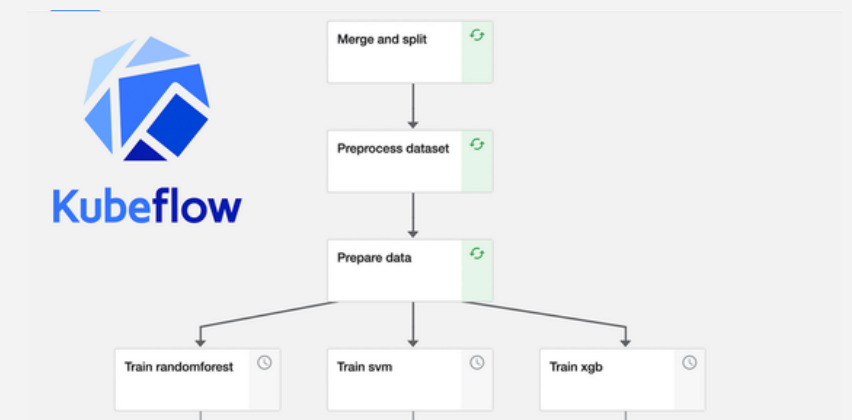 Merge and split
Preprocess dataset
Kubeflow
Prepare data
Train randomforest
Train svm
Train xgb